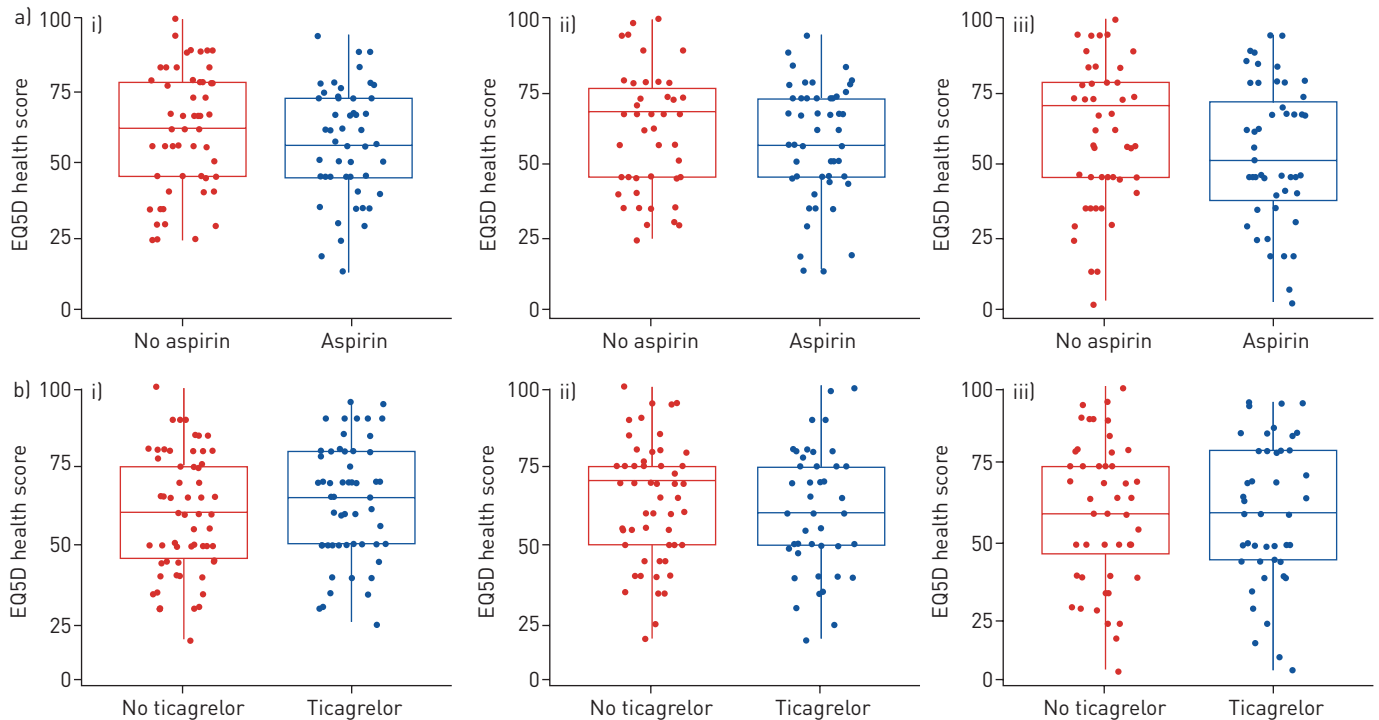 a)
i)
100
75
50
25
0
EQ5D health score
No aspirin
Aspirin
ii)
100
75
50
25
0
EQ5D health score
No aspirin
Aspirin
iii)
100
75
50
25
0
EQ5D health score
No aspirin
Aspirin
b)
i)
100
75
50
25
0
EQ5D health score
No ticagrelor
Ticagrelor
ii)
100
75
50
25
0
EQ5D health score
No ticagrelor
Ticagrelor
iii)
100
75
50
25
0
EQ5D health score
No ticagrelor
Ticagrelor